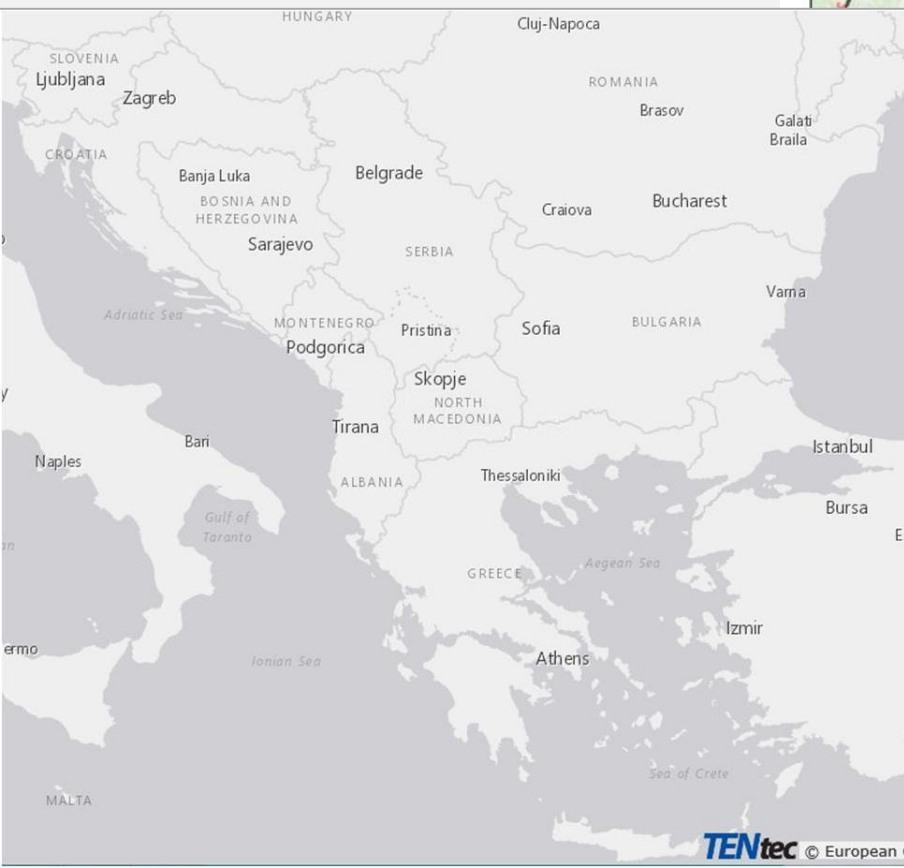 HUNGARY
Cluj-Napoca
SLOVENIA
Ljubljana
Zagreb
ROMANIA
Brasov
Galati
Braila
CROATIA
Banja Luka
Belgrade
BOSNIA AND
HERZEGOVINA
Bucharest
Craiova
Sarajevo
SERBIA
Varna
Adriatic Sea
MONTENEGRO
Pristina
Sofia
BULGARIA
Podgorica
Skopje
NORTH
MACEDONIA
Tirana
Bari
Istanbul
Naples
Thessaloniki
ALBANIA
Bursa
Gulf of
Taranto
E
Aegean Sea
GREECE
Izmir
ermo
Ionian Sea
Athens
Sea of Crete
MALTA
TENtec © European